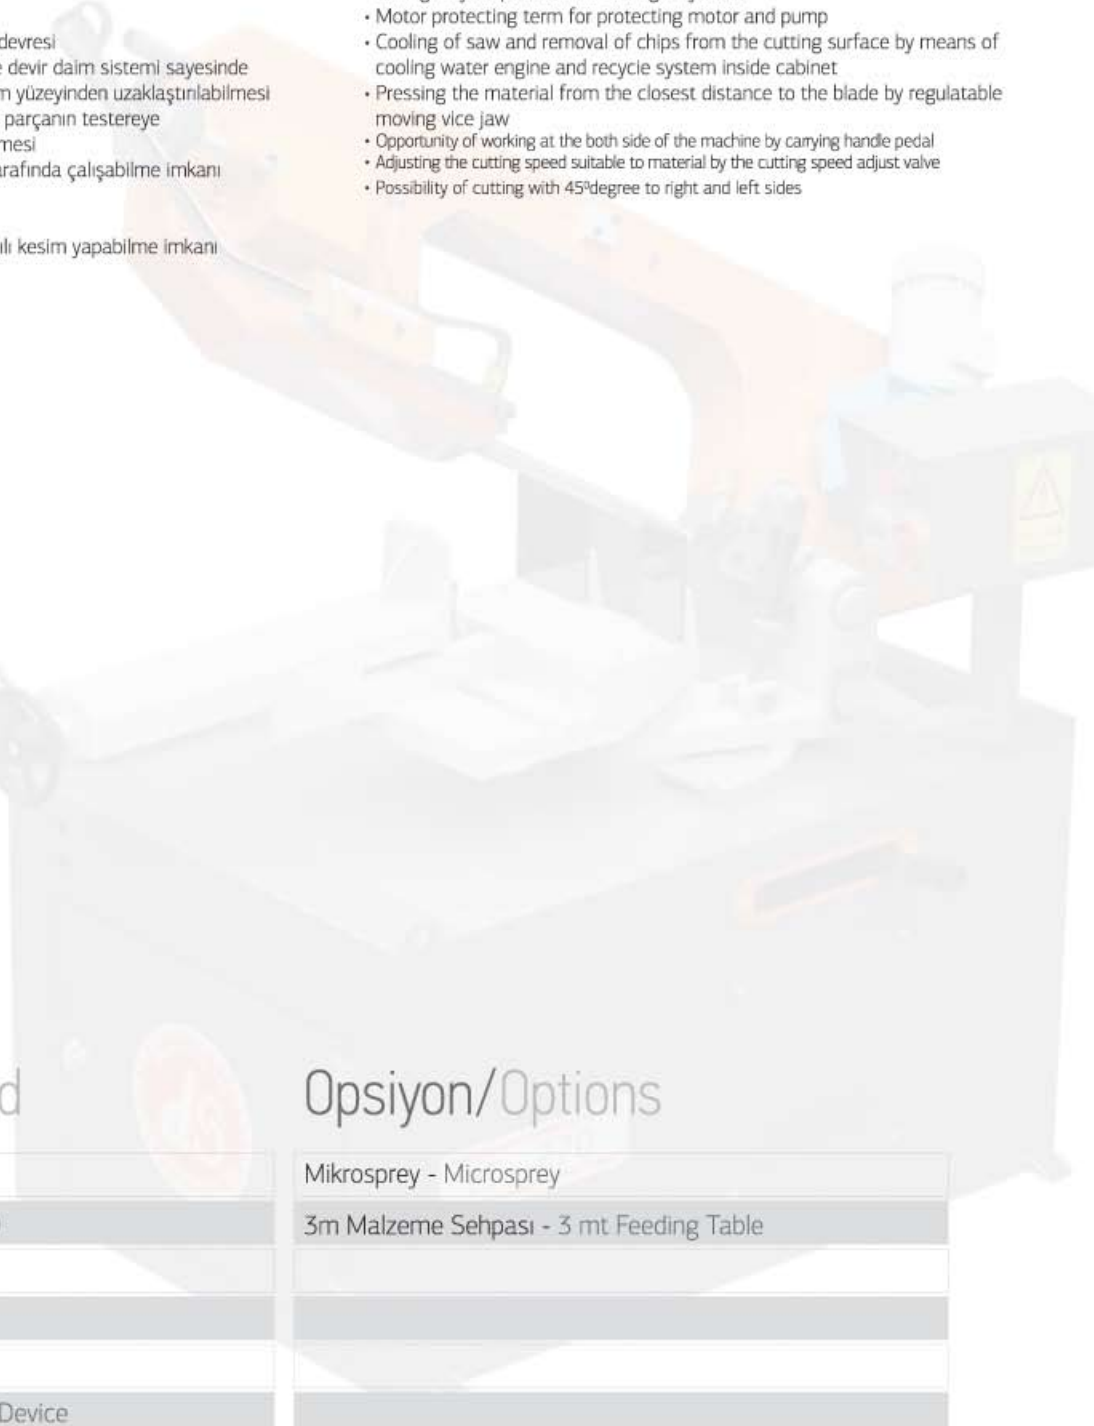 devresi
devir daim sistemi sayesinde
yüzeyinden uzaklaştırılabilmesi
parçanın testereye
mesi
arafında çalışabilme imkanı
ılı kesim yapabilme imkanı
• Motor protecting term for protecting motor and pump
• Cooling of saw and removal of chips from the cutting surface by means of
cooling water engine and recycle system inside cabinet
• Pressing the material from the closest distance to the blade by regulatable
moving vice jaw
• Opportunity of working at the both side of the machine by carrying handle pedal
• Adjusting the cutting speed suitable to material by the cutting speed adjust valve
• Possibility of cutting with 45ºdegree to right and left sides
d
Opsiyon/Options
Mikrosprey - Microsprey
3m Malzeme Sehpası - 3 mt Feeding Table
Device